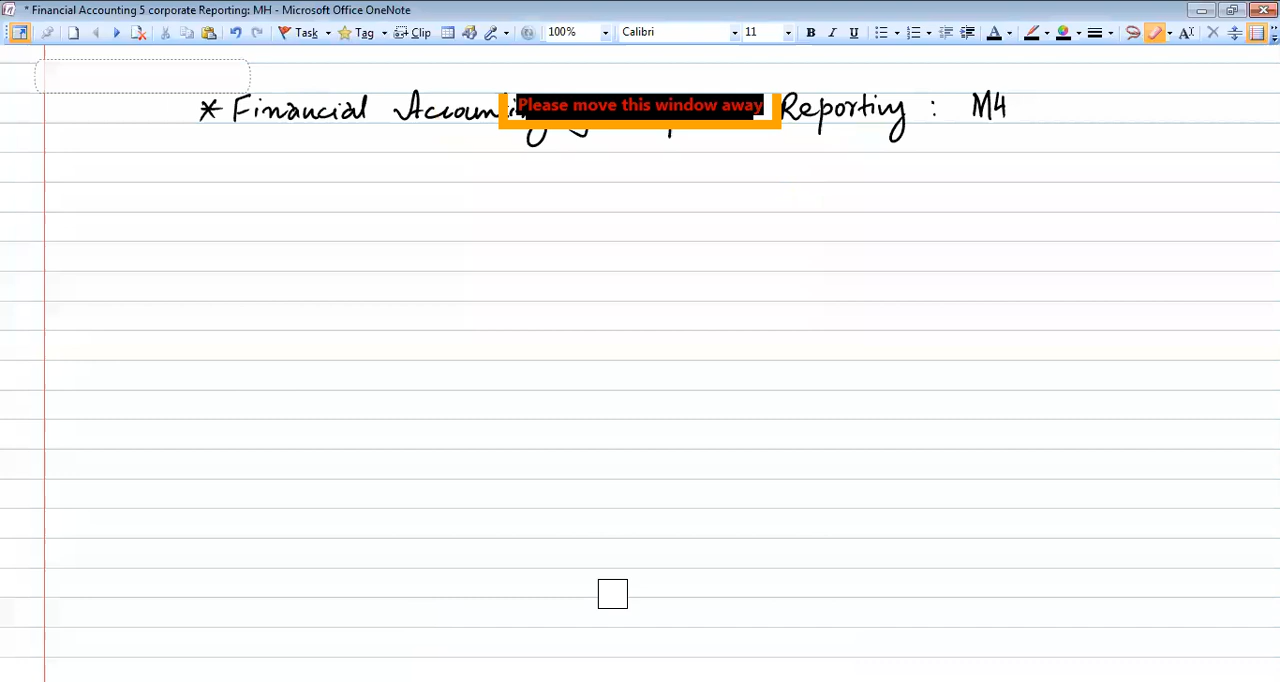 * Financial Accounting 5 corporate Reporting: MH - Microsoft Office OneNote
Task Tag Clip 100% Calibri 11 B I U A A
* Financial Accounting Please move this window away Reporting : M4